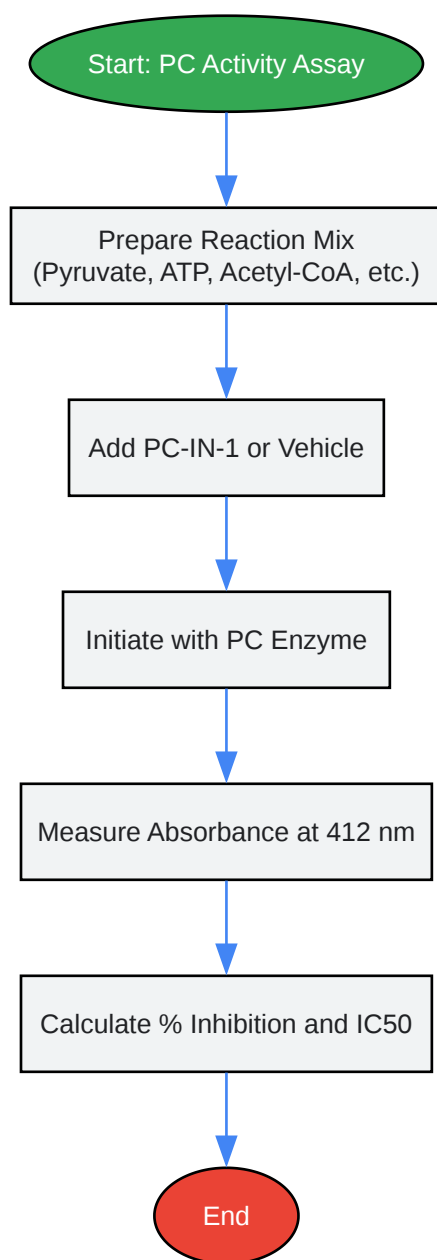 Start: PC Activity Assay
Prepare Reaction Mix
(Pyruvate, ATP, Acetyl-CoA, etc.)
Add PC-IN-1 or Vehicle
Initiate with PC Enzyme
Measure Absorbance at 412 nm
Calculate % Inhibition and IC50
End